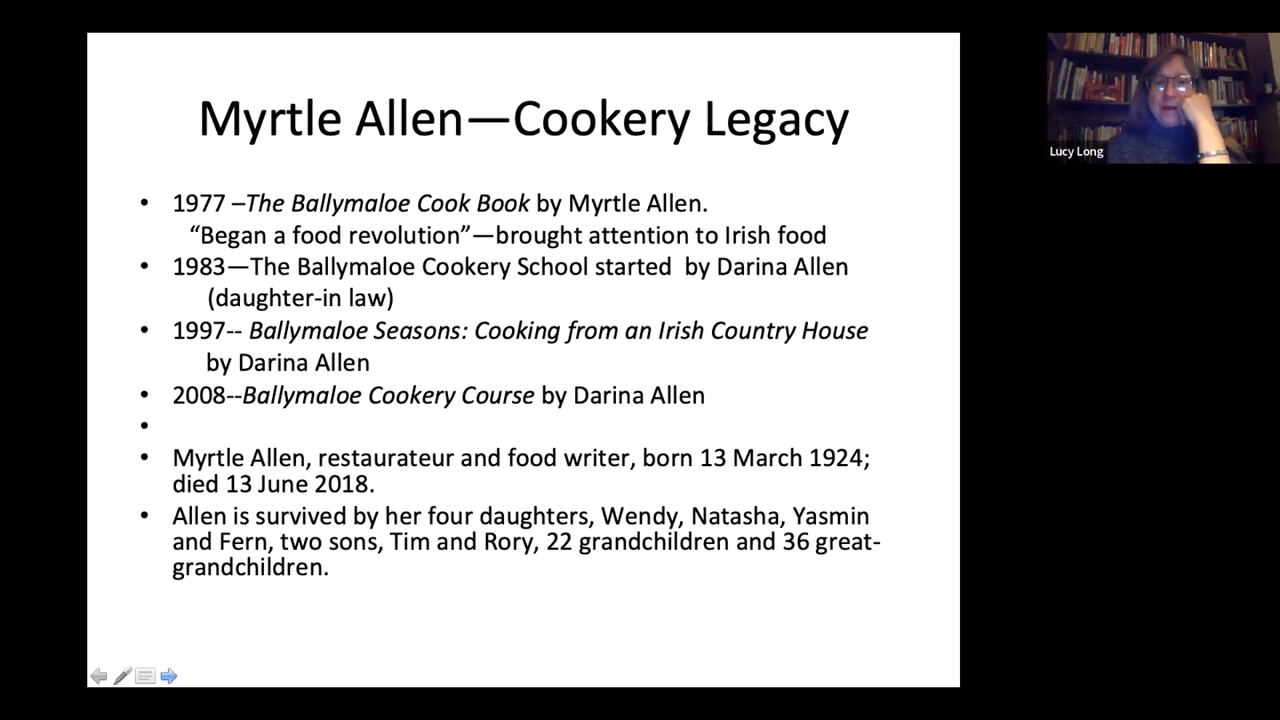 Myrtle Allen—Cookery Legacy
• 1977 –The Ballymaloe Cook Book by Myrtle Allen.
“Began a food revolution”—brought attention to Irish food
• 1983—The Ballymaloe Cookery School started by Darina Allen
(daughter-in law)
• 1997-- Ballymaloe Seasons: Cooking from an Irish Country House
by Darina Allen
• 2008--Ballymaloe Cookery Course by Darina Allen
•
• Myrtle Allen, restaurateur and food writer, born 13 March 1924;
died 13 June 2018.
• Allen is survived by her four daughters, Wendy, Natasha, Yasmin
and Fern, two sons, Tim and Rory, 22 grandchildren and 36 great-
grandchildren.
Lucy Long